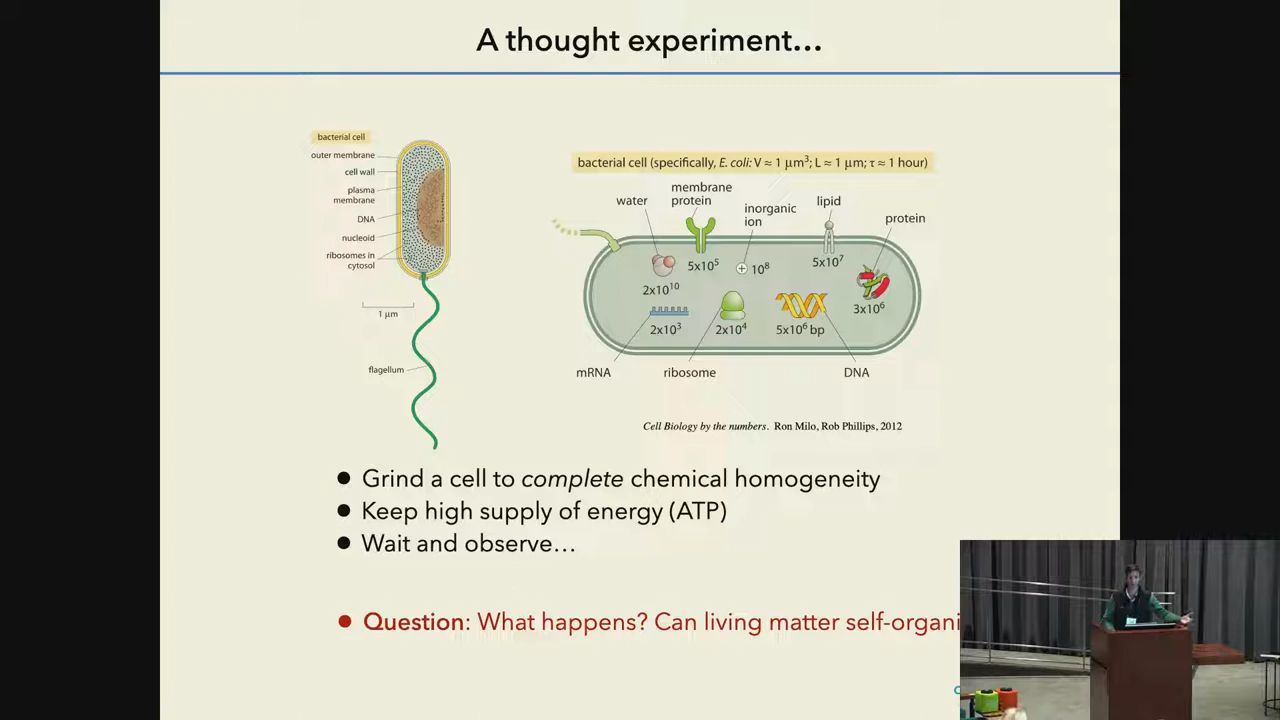 A thought experiment...
bacterial cell
outer membrane
cell wall
plasma
membrane
DNA
nucleoid
ribosomes in
cytosol
1 μm
flagellum
bacterial cell (specifically, E. coli: V ≈ 1 μm³; L ≈ 1 μm; τ ≈ 1 hour)
water
membrane
protein
inorganic
ion
lipid
protein
5x10⁵
10⁸
5x10⁷
2x10¹⁰
3x10⁶
2x10³
2x10⁴
5x10⁶ bp
mRNA
ribosome
DNA
Cell Biology by the numbers. Ron Milo, Rob Phillips, 2012
● Grind a cell to complete chemical homogeneity
● Keep high supply of energy (ATP)
● Wait and observe...
● Question: What happens? Can living matter self-organi